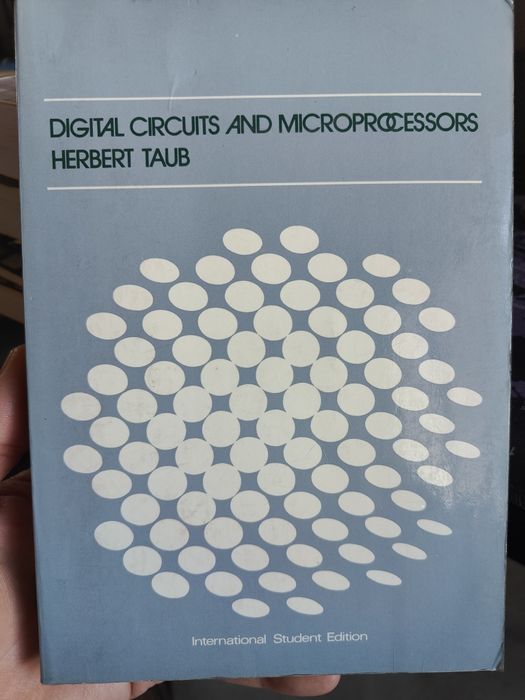 DIGITAL CIRCUITS AND MICROPROCESSORS
HERBERT TAUB
International Student Edition